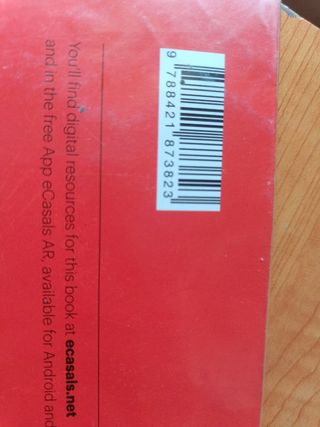 9 788421 873823
You'll find digital resources for this book at ecasals.net
and in the free App eCasals AR, available for Android and